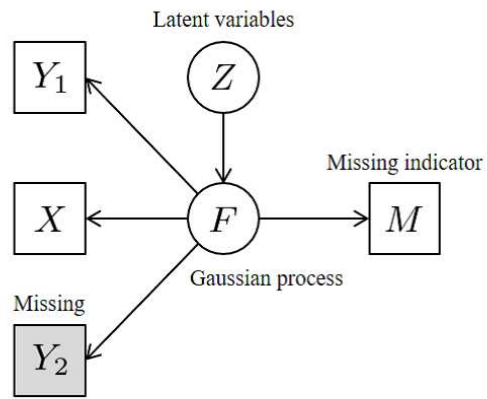 Latent variables
Y₁
Z
Missing indicator
X
F
M
Gaussian process
Missing
Y₂